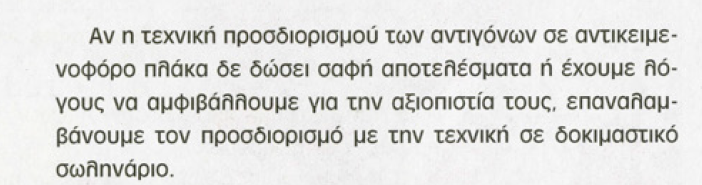 Αν η τεχνική προσδιορισμού των αντιγόνων σε αντικειμε-
νοφόρο πλάκα δε δώσει σαφή αποτελέσματα ή έχουμε λό-
γους να αμφιβάλλουμε για την αξιοπιστία τους, επαναλαμ-
βάνουμε τον προσδιορισμό με την τεχνική σε δοκιμαστικό
σωληνάριο.